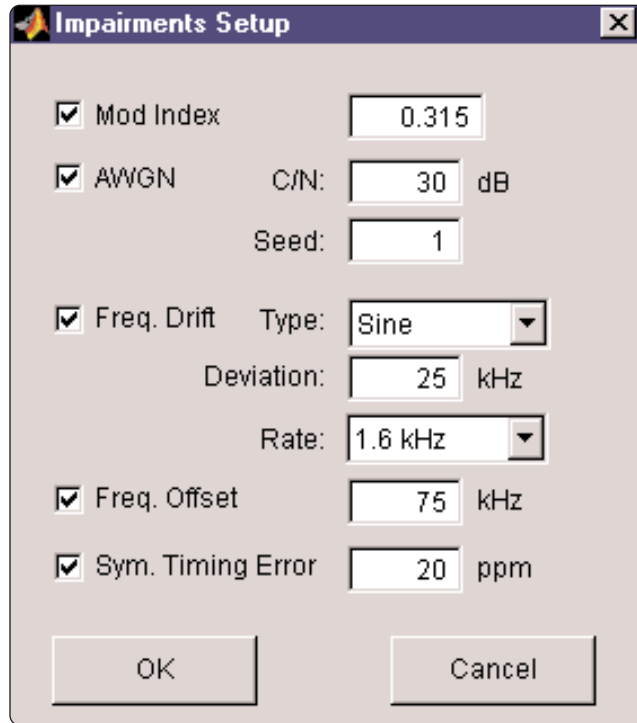 Impairments Setup
Mod Index 0.315
AWGN C/N: 30 dB
Seed: 1
Freq. Drift Type: Sine
Deviation: 25 kHz
Rate: 1.6 kHz
Freq. Offset 75 kHz
Sym. Timing Error 20 ppm
OK Cancel